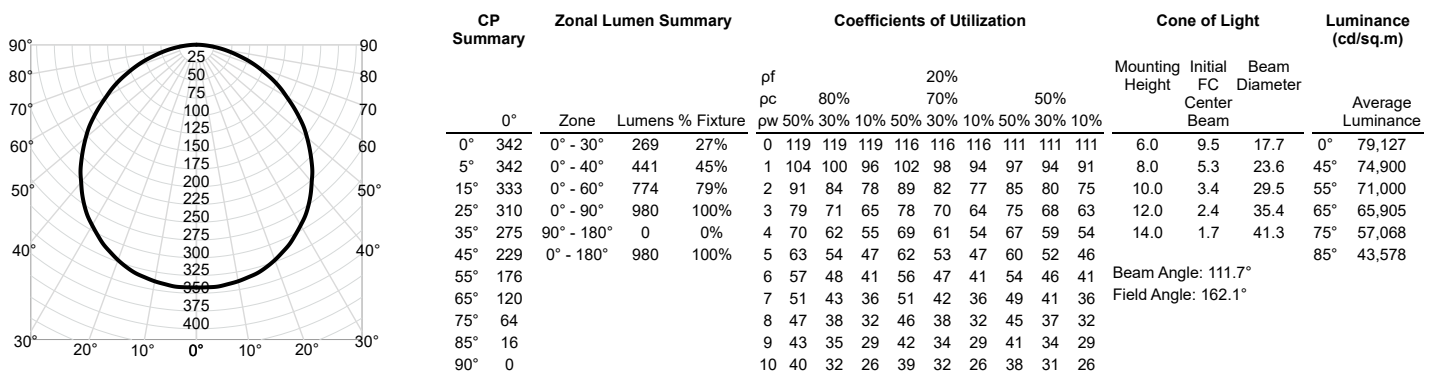 CP Summary Zonal Lumen Summary Coefficients of Utilization Cone of Light Luminance (cd/sq.m)
90° 90
80° 80
70° 70
60° 60
50° 50°
40° 40°
30° 20° 10° 0° 10° 20° 30°
25
50
75
100
125
150
175
200
225
250
275
300
325
350
375
400
0°
0° 342
5° 342
15° 333
25° 310
35° 275
45° 229
55° 176
65° 120
75° 64
85° 16
90° 0
Zone Lumens % Fixture
0° - 30° 269 27%
0° - 40° 441 45%
0° - 60° 774 79%
0° - 90° 980 100%
90° - 180° 0 0%
0° - 180° 980 100%
ρf 20%
ρc 80% 70% 50%
ρw 50% 30% 10% 50% 30% 10% 50% 30% 10%
0 119 119 119 116 116 116 111 111 111
1 104 100 96 102 98 94 97 94 91
2 91 84 78 89 82 77 85 80 75
3 79 71 65 78 70 64 75 68 63
4 70 62 55 69 61 54 67 59 54
5 63 54 47 62 53 47 60 52 46
6 57 48 41 56 47 41 54 46 41
7 51 43 36 51 42 36 49 41 36
8 47 38 32 46 38 32 45 37 32
9 43 35 29 42 34 29 41 34 29
10 40 32 26 39 32 26 38 31 26
Mounting Height Initial FC Center Beam Beam Diameter
6.0 9.5 17.7
8.0 5.3 23.6
10.0 3.4 29.5
12.0 2.4 35.4
14.0 1.7 41.3
Beam Angle: 111.7°
Field Angle: 162.1°
Average Luminance
0° 79,127
45° 74,900
55° 71,000
65° 65,905
75° 57,068
85° 43,578